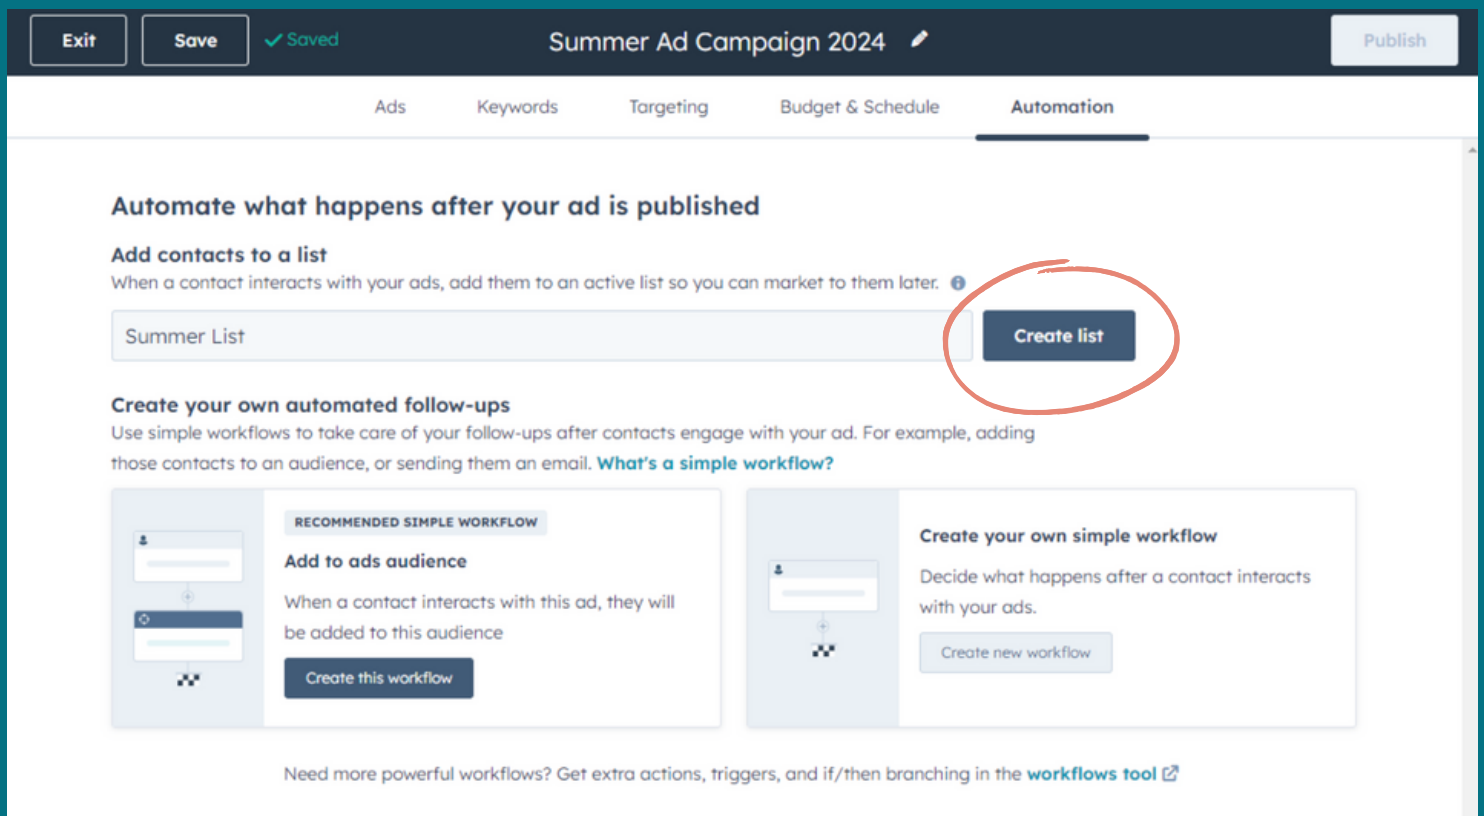 Exit Save Saved Summer Ad Campaign 2024 Publish
Ads Keywords Targeting Budget & Schedule Automation
Automate what happens after your ad is published
Add contacts to a list
When a contact interacts with your ads, add them to an active list so you can market to them later.
Summer List Create list
Create your own automated follow-ups
Use simple workflows to take care of your follow-ups after contacts engage with your ad. For example, adding
those contacts to an audience, or sending them an email. What's a simple workflow?
RECOMMENDED SIMPLE WORKFLOW
Add to ads audience
When a contact interacts with this ad, they will
be added to this audience
Create this workflow
Create your own simple workflow
Decide what happens after a contact interacts
with your ads.
Create new workflow
Need more powerful workflows? Get extra actions, triggers, and if/then branching in the workflows tool